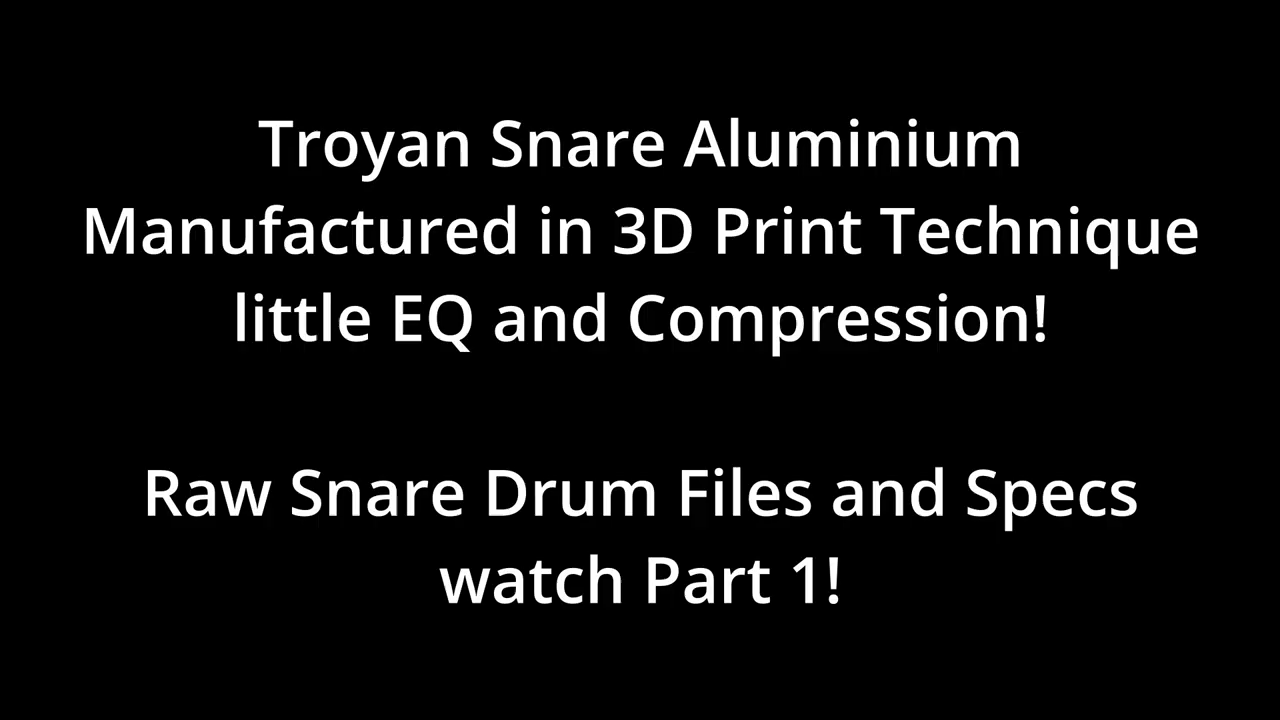 Troyan Snare Aluminium
Manufactured in 3D Print Technique
little EQ and Compression!
Raw Snare Drum Files and Specs
watch Part 1!